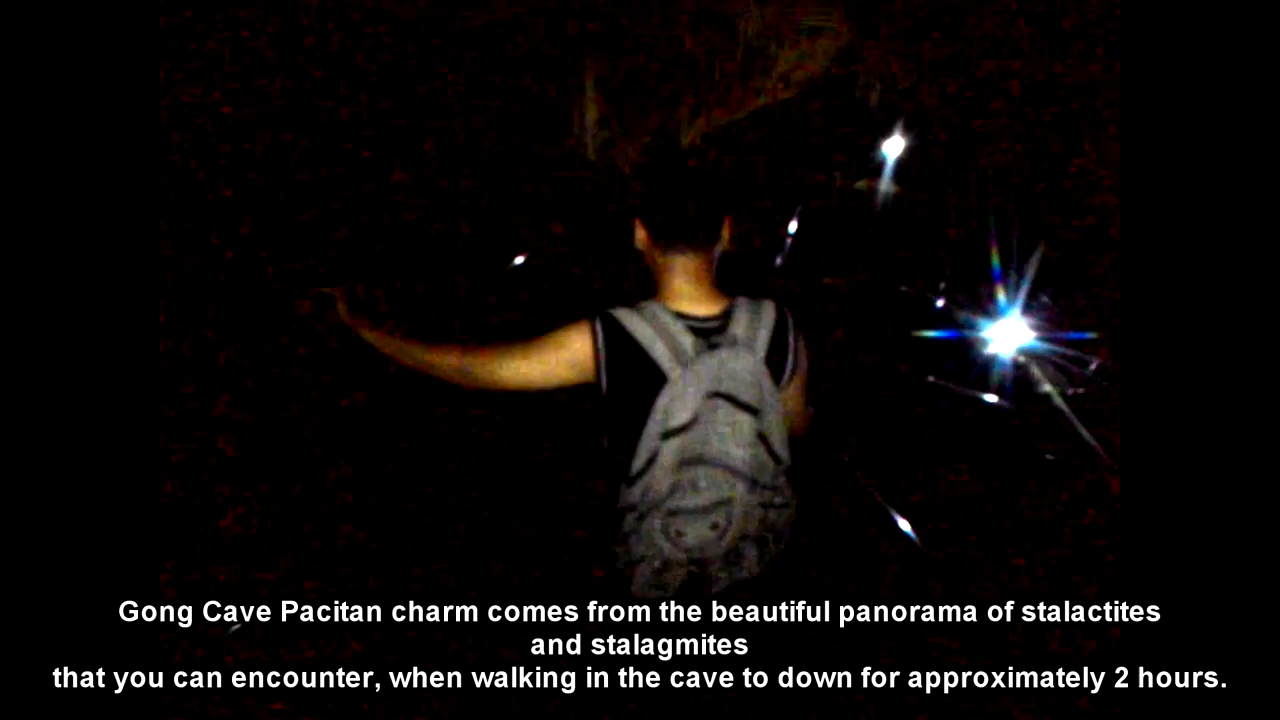 Gong Cave Pacitan charm comes from the beautiful panorama of stalactites
and stalagmites
that you can encounter, when walking in the cave to down for approximately 2 hours.